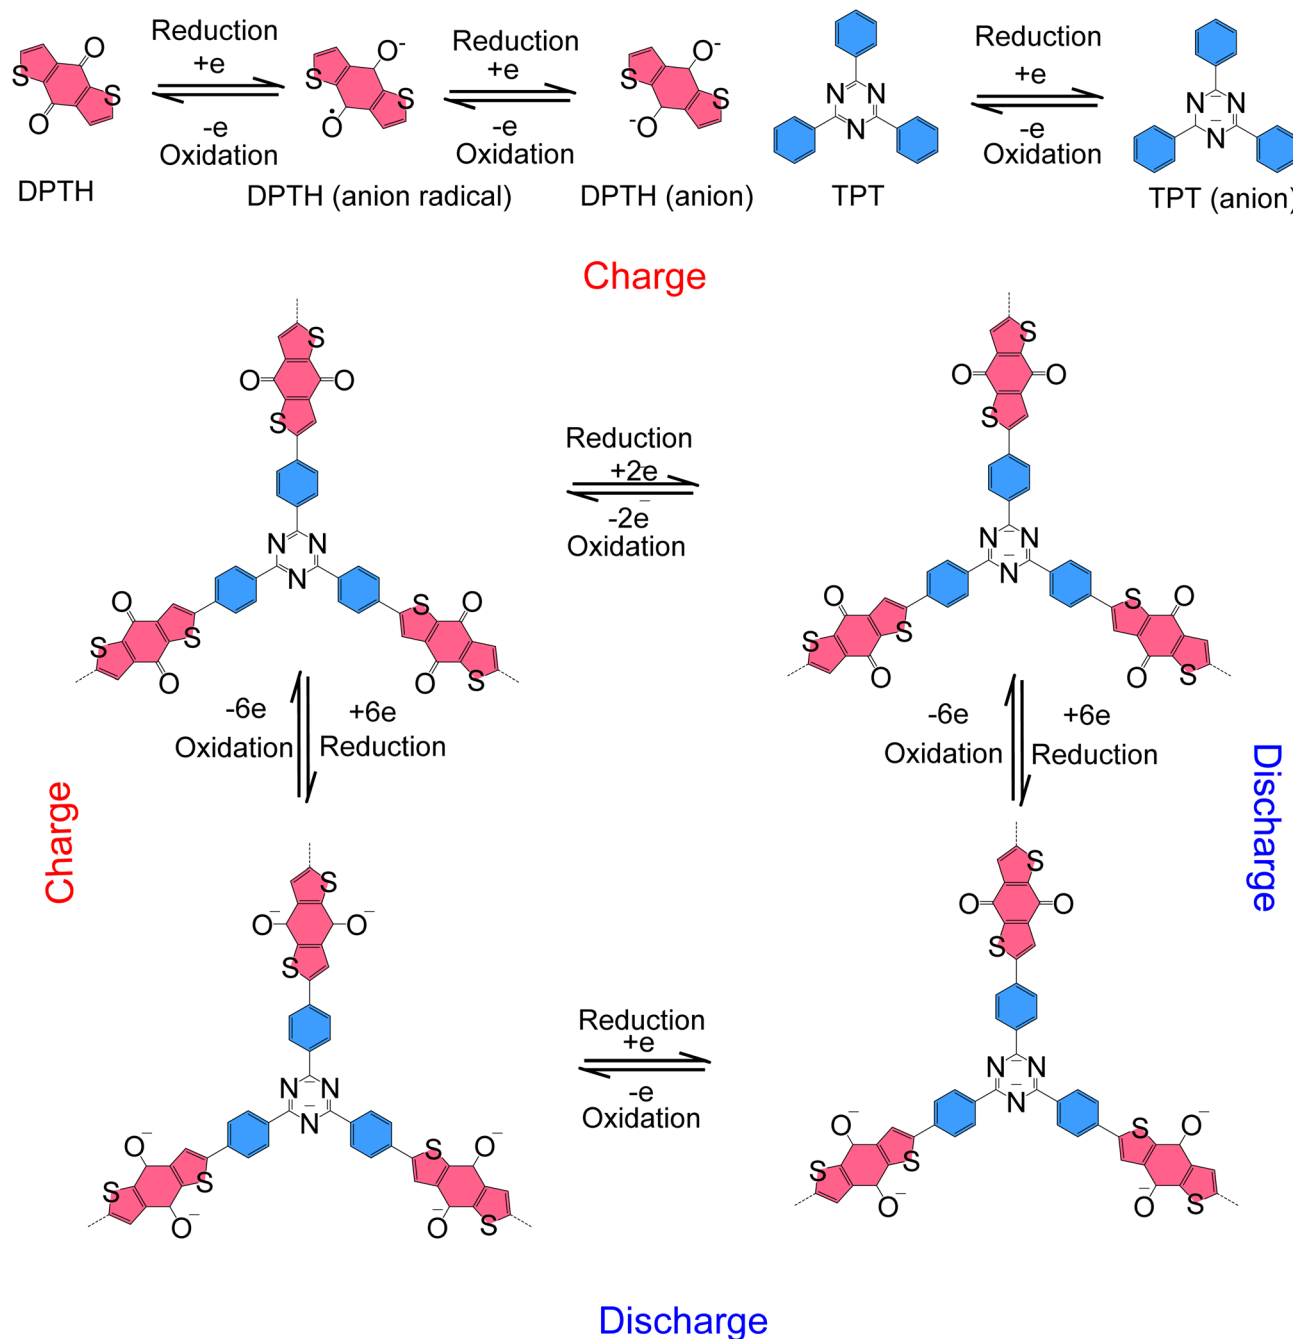 Reduction
+e
-e
Oxidation
Reduction
+e
-e
Oxidation
Reduction
+e
-e
Oxidation
O
S
S
O
O-
S
S
O
O-
S
S
-O
N N
N
N N
N
DPTH
DPTH (anion radical)
DPTH (anion)
TPT
TPT (anion)
Charge
S
O O
S
N N
N
O
S
S
O
O
S
O
S
Reduction
+2e
-2e
Oxidation
S
O O
S
N N
N
O
S
S
O
S
O
O
S
-6e
Oxidation
+6e
Reduction
-6e
Oxidation
+6e
Reduction
Charge
Discharge
S
O– O–
S
N N
N
O–
S
S
O–
S
O–
O–
S
Reduction
+e
-e
Oxidation
S
O O
S
N N
N
O–
S
S
O–
S
O–
O–
S
Discharge